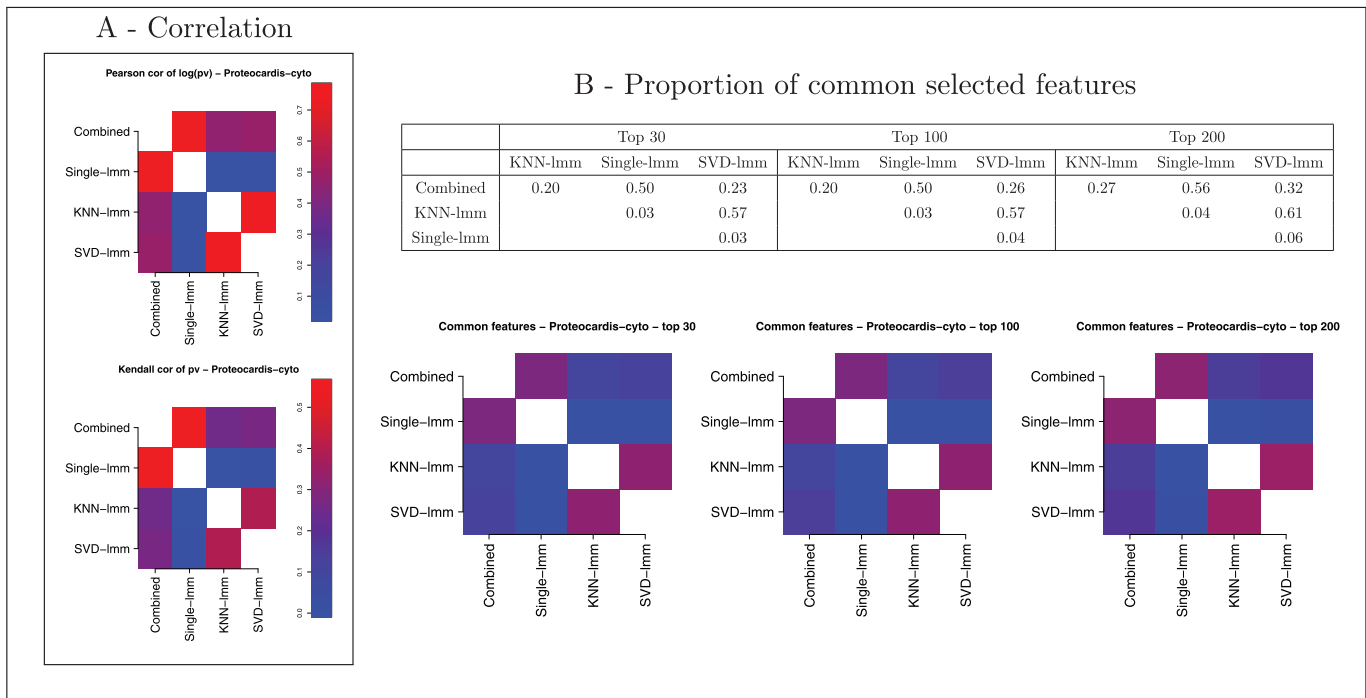 A - Correlation
Pearson cor of log(pv) – Proteocardis−cyto
Combined
Single−lmm
KNN−lmm
SVD−lmm
Combined
Single−lmm
KNN−lmm
SVD−lmm
0.7
0.6
0.5
0.4
0.3
0.2
0.1
Kendall cor of pv – Proteocardis−cyto
Combined
Single−lmm
KNN−lmm
SVD−lmm
Combined
Single−lmm
KNN−lmm
SVD−lmm
0.5
0.4
0.3
0.2
0.1
0.0
B - Proportion of common selected features
Top 30 Top 100 Top 200
KNN-lmm Single-lmm SVD-lmm KNN-lmm Single-lmm SVD-lmm KNN-lmm Single-lmm SVD-lmm
Combined 0.20 0.50 0.23 0.20 0.50 0.26 0.27 0.56 0.32
KNN-lmm 0.03 0.57 0.03 0.57 0.04 0.61
Single-lmm 0.03 0.04 0.06
Common features – Proteocardis−cyto – top 30
Combined
Single−lmm
KNN−lmm
SVD−lmm
Combined
Single−lmm
KNN−lmm
SVD−lmm
Common features – Proteocardis−cyto – top 100
Combined
Single−lmm
KNN−lmm
SVD−lmm
Combined
Single−lmm
KNN−lmm
SVD−lmm
Common features – Proteocardis−cyto – top 200
Combined
Single−lmm
KNN−lmm
SVD−lmm
Combined
Single−lmm
KNN−lmm
SVD−lmm